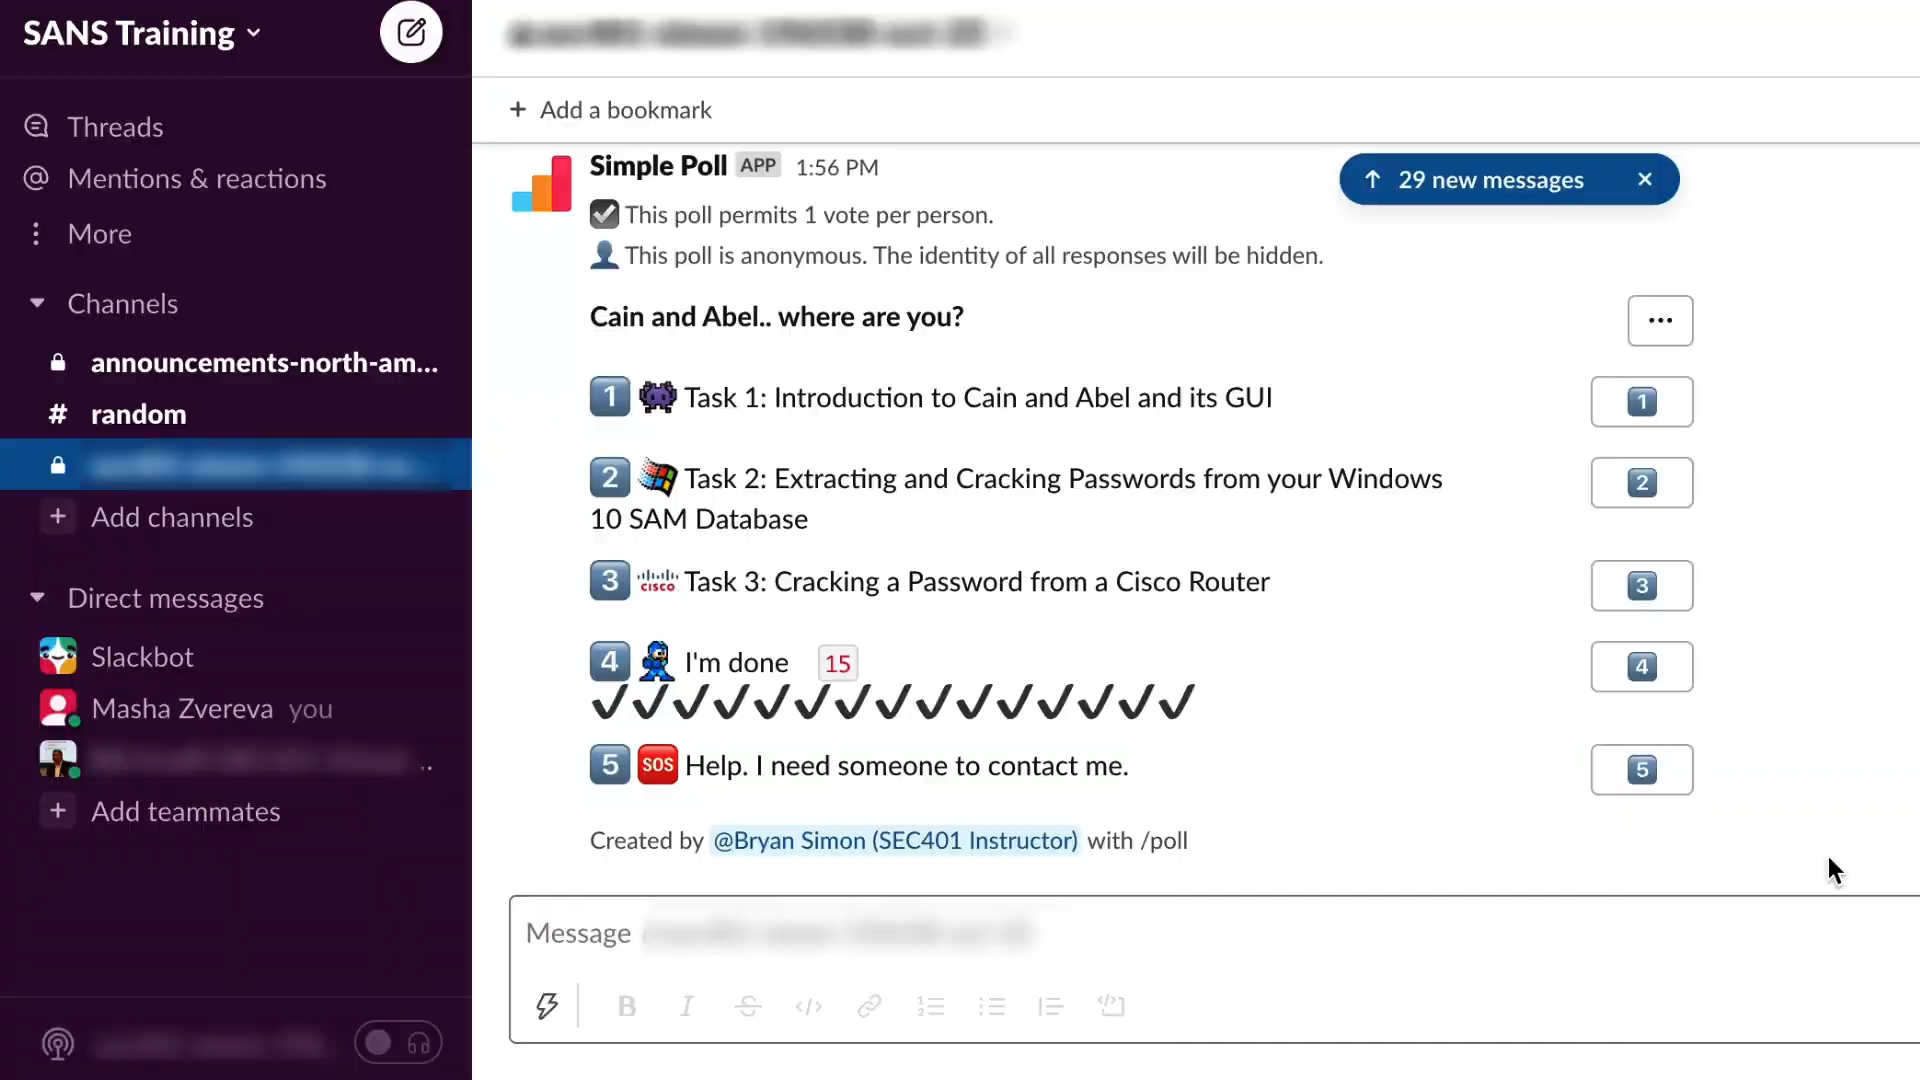 SANS Training
Threads
Mentions & reactions
More
Channels
announcements-north-am...
random
Add channels
Direct messages
Slackbot
Masha Zvereva you
..
Add teammates
+ Add a bookmark
Simple Poll APP 1:56 PM
29 new messages
This poll permits 1 vote per person.
This poll is anonymous. The identity of all responses will be hidden.
Cain and Abel.. where are you?
1 Task 1: Introduction to Cain and Abel and its GUI
1
2 Task 2: Extracting and Cracking Passwords from your Windows
10 SAM Database
2
3 CISCO Task 3: Cracking a Password from a Cisco Router
3
4 I'm done 15
4
5 SOS Help. I need someone to contact me.
5
Created by @Bryan Simon (SEC401 Instructor) with /poll
Message
B I S </>